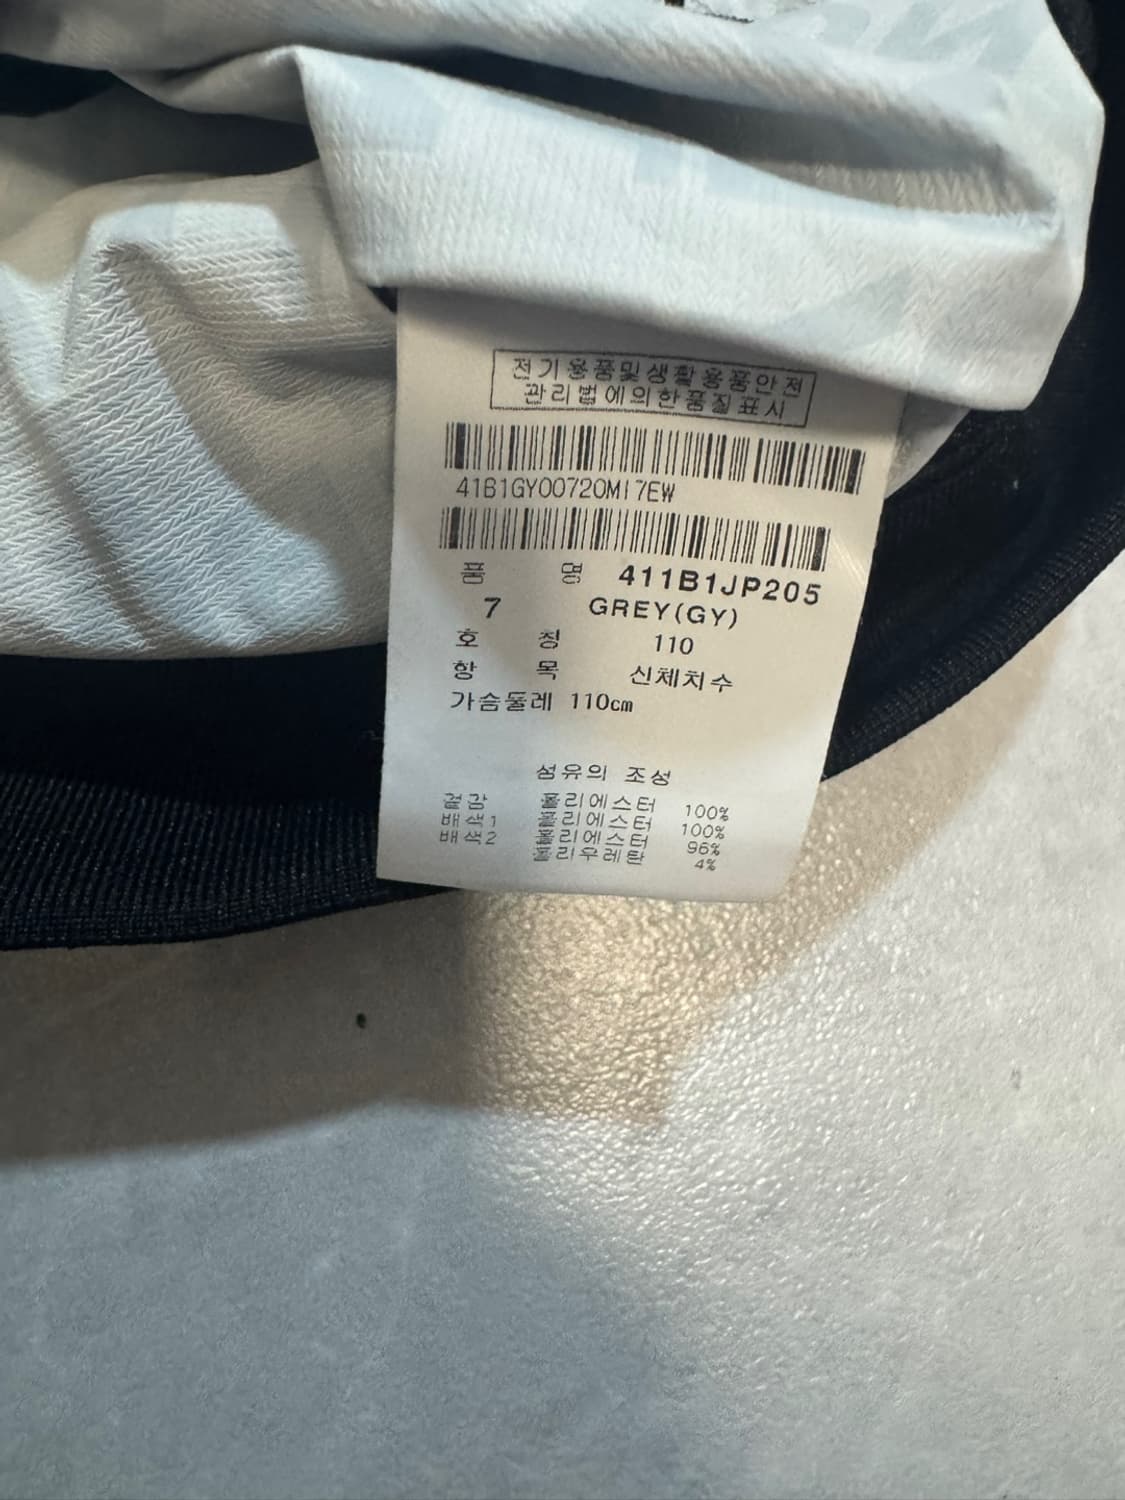 전기용품및생활용품안전
관리법에의한품질표시
41B1GY00720MI7EW
품 명 411B1JP205
7 GREY(GY)
호 칭 110
항 목 신체치수
가슴둘레 110cm
섬유의 조성
겉감 폴리에스터 100%
배색1 폴리에스터 100%
배색2 폴리에스터 96%
폴리우레탄 4%